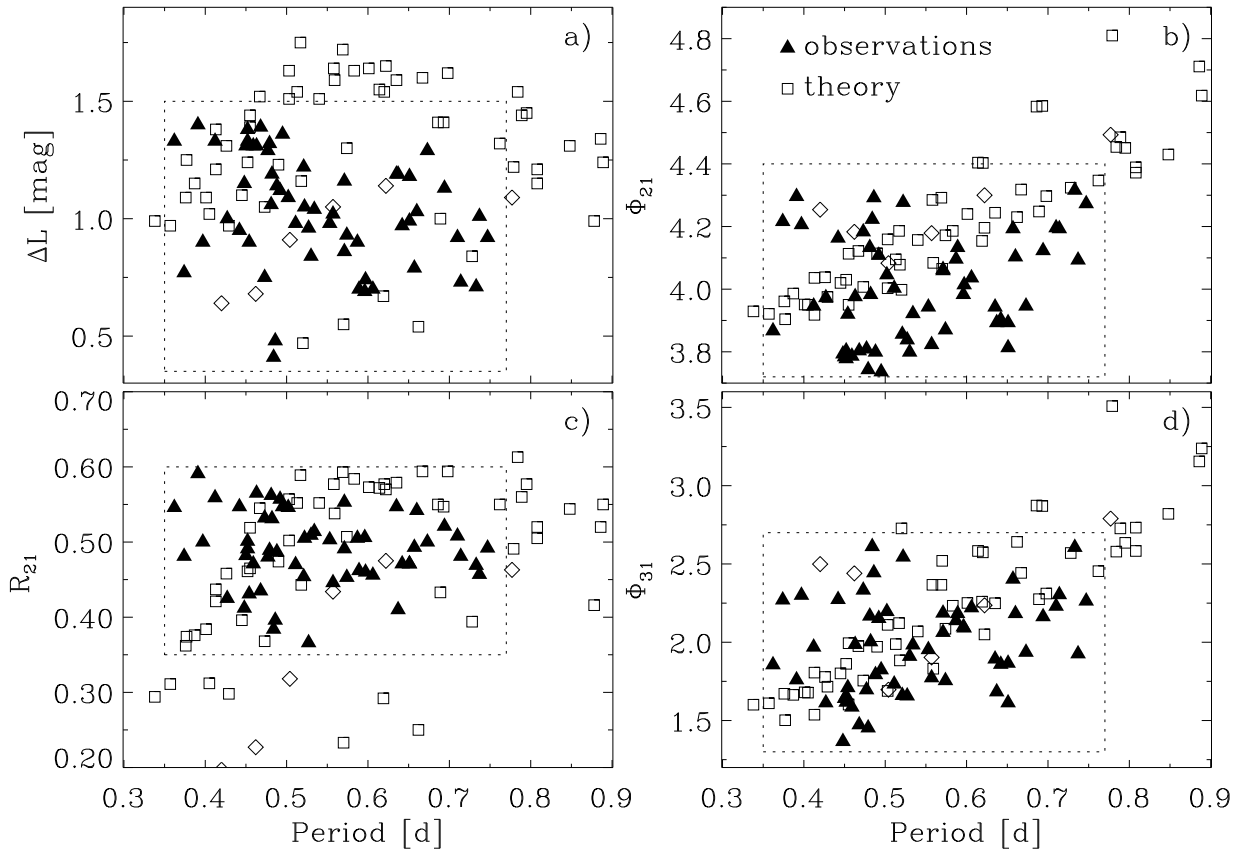 a)
1.5
1.0
0.5
ΔL [mag]
b)
▲ observations
□ theory
4.8
4.6
4.4
4.2
4.0
3.8
Φ21
c)
0.70
0.60
0.50
0.40
0.30
0.20
R21
0.3 0.4 0.5 0.6 0.7 0.8
Period [d]
d)
3.5
3.0
2.5
2.0
1.5
Φ31
0.3 0.4 0.5 0.6 0.7 0.8 0.9
Period [d]